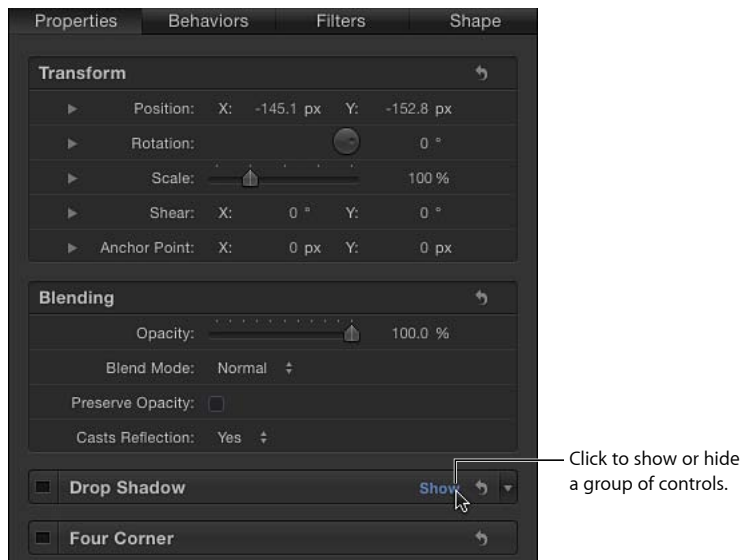 Properties Behaviors Filters Shape
Transform
Position: X: -145.1 px Y: -152.8 px
Rotation: 0 °
Scale: 100 %
Shear: X: 0 ° Y: 0 °
Anchor Point: X: 0 px Y: 0 px
Blending
Opacity: 100.0 %
Blend Mode: Normal
Preserve Opacity:
Casts Reflection: Yes
Drop Shadow Show
Click to show or hide
a group of controls.
Four Corner